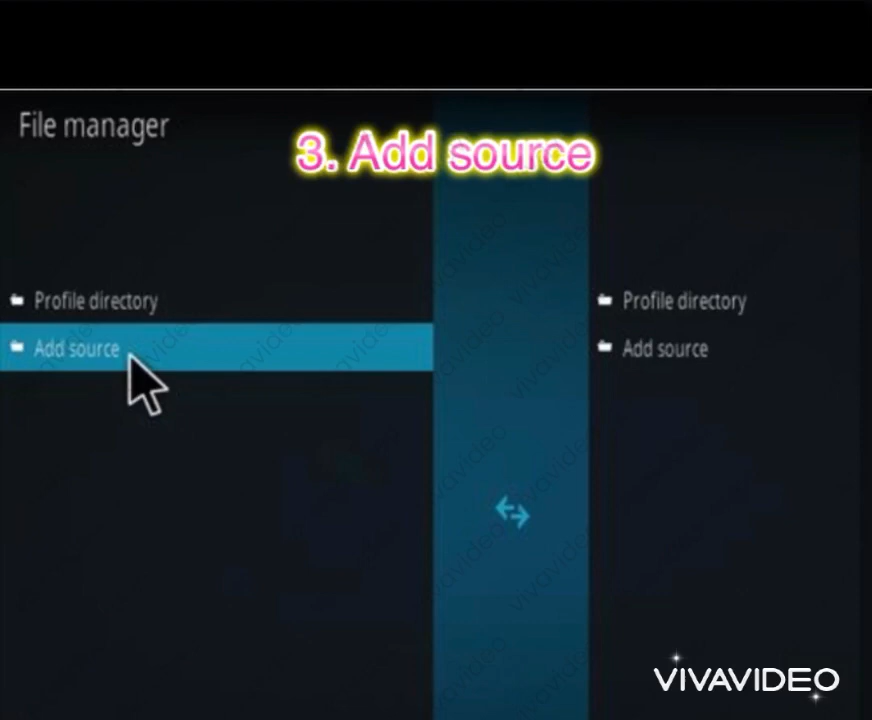 File manager
3. Add source
Profile directory
Add source
Profile directory
Add source
VIVAVIDEO